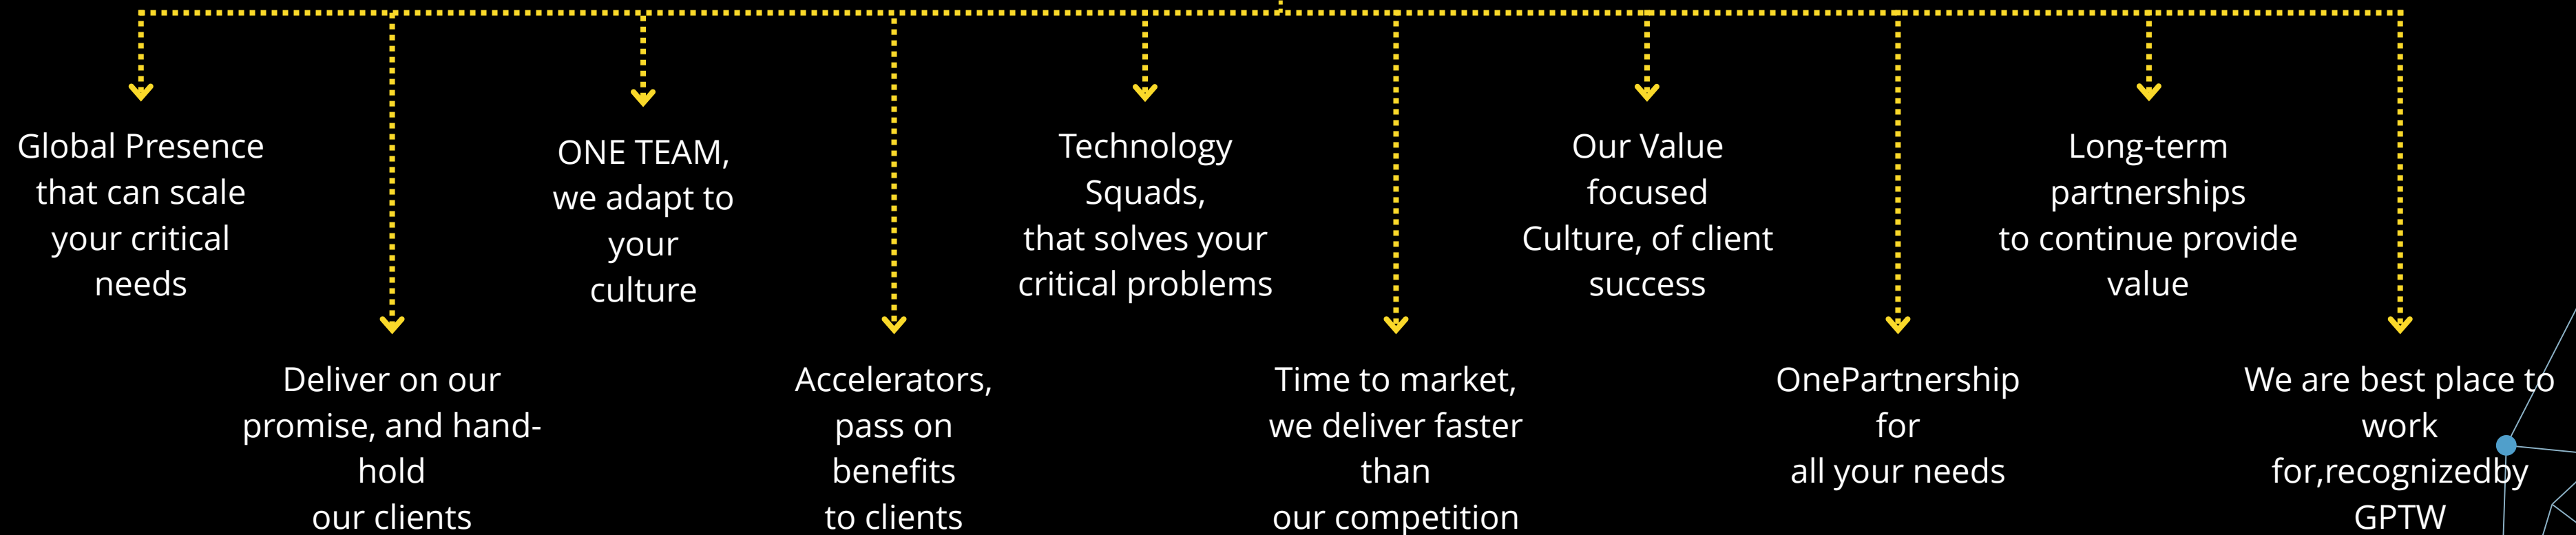 Global Presence
that can scale
your critical
needs
Deliver on our
promise, and hand-
hold
our clients
ONE TEAM,
we adapt to
your
culture
Accelerators,
pass on
benefits
to clients
Technology
Squads,
that solves your
critical problems
Time to market,
we deliver faster
than
our competition
Our Value
focused
Culture, of client
success
OnePartnership
for
all your needs
Long-term
partnerships
to continue provide
value
We are best place to
work
for,recognizedby
GPTW